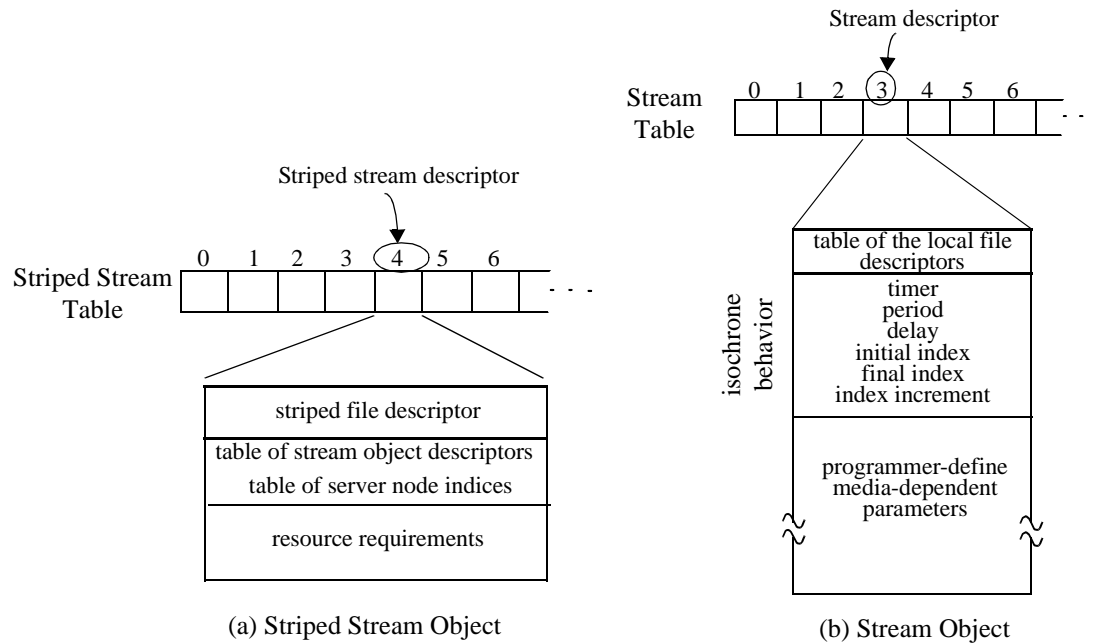 Striped stream descriptor
0 1 2 3 4 5 6
Striped Stream
Table
- - -
striped file descriptor
table of stream object descriptors
table of server node indices
resource requirements
(a) Striped Stream Object
Stream descriptor
0 1 2 3 4 5 6
Stream
Table
- -
table of the local file
descriptors
isochrone
behavior
timer
period
delay
initial index
final index
index increment
programmer-define
media-dependent
parameters
(b) Stream Object